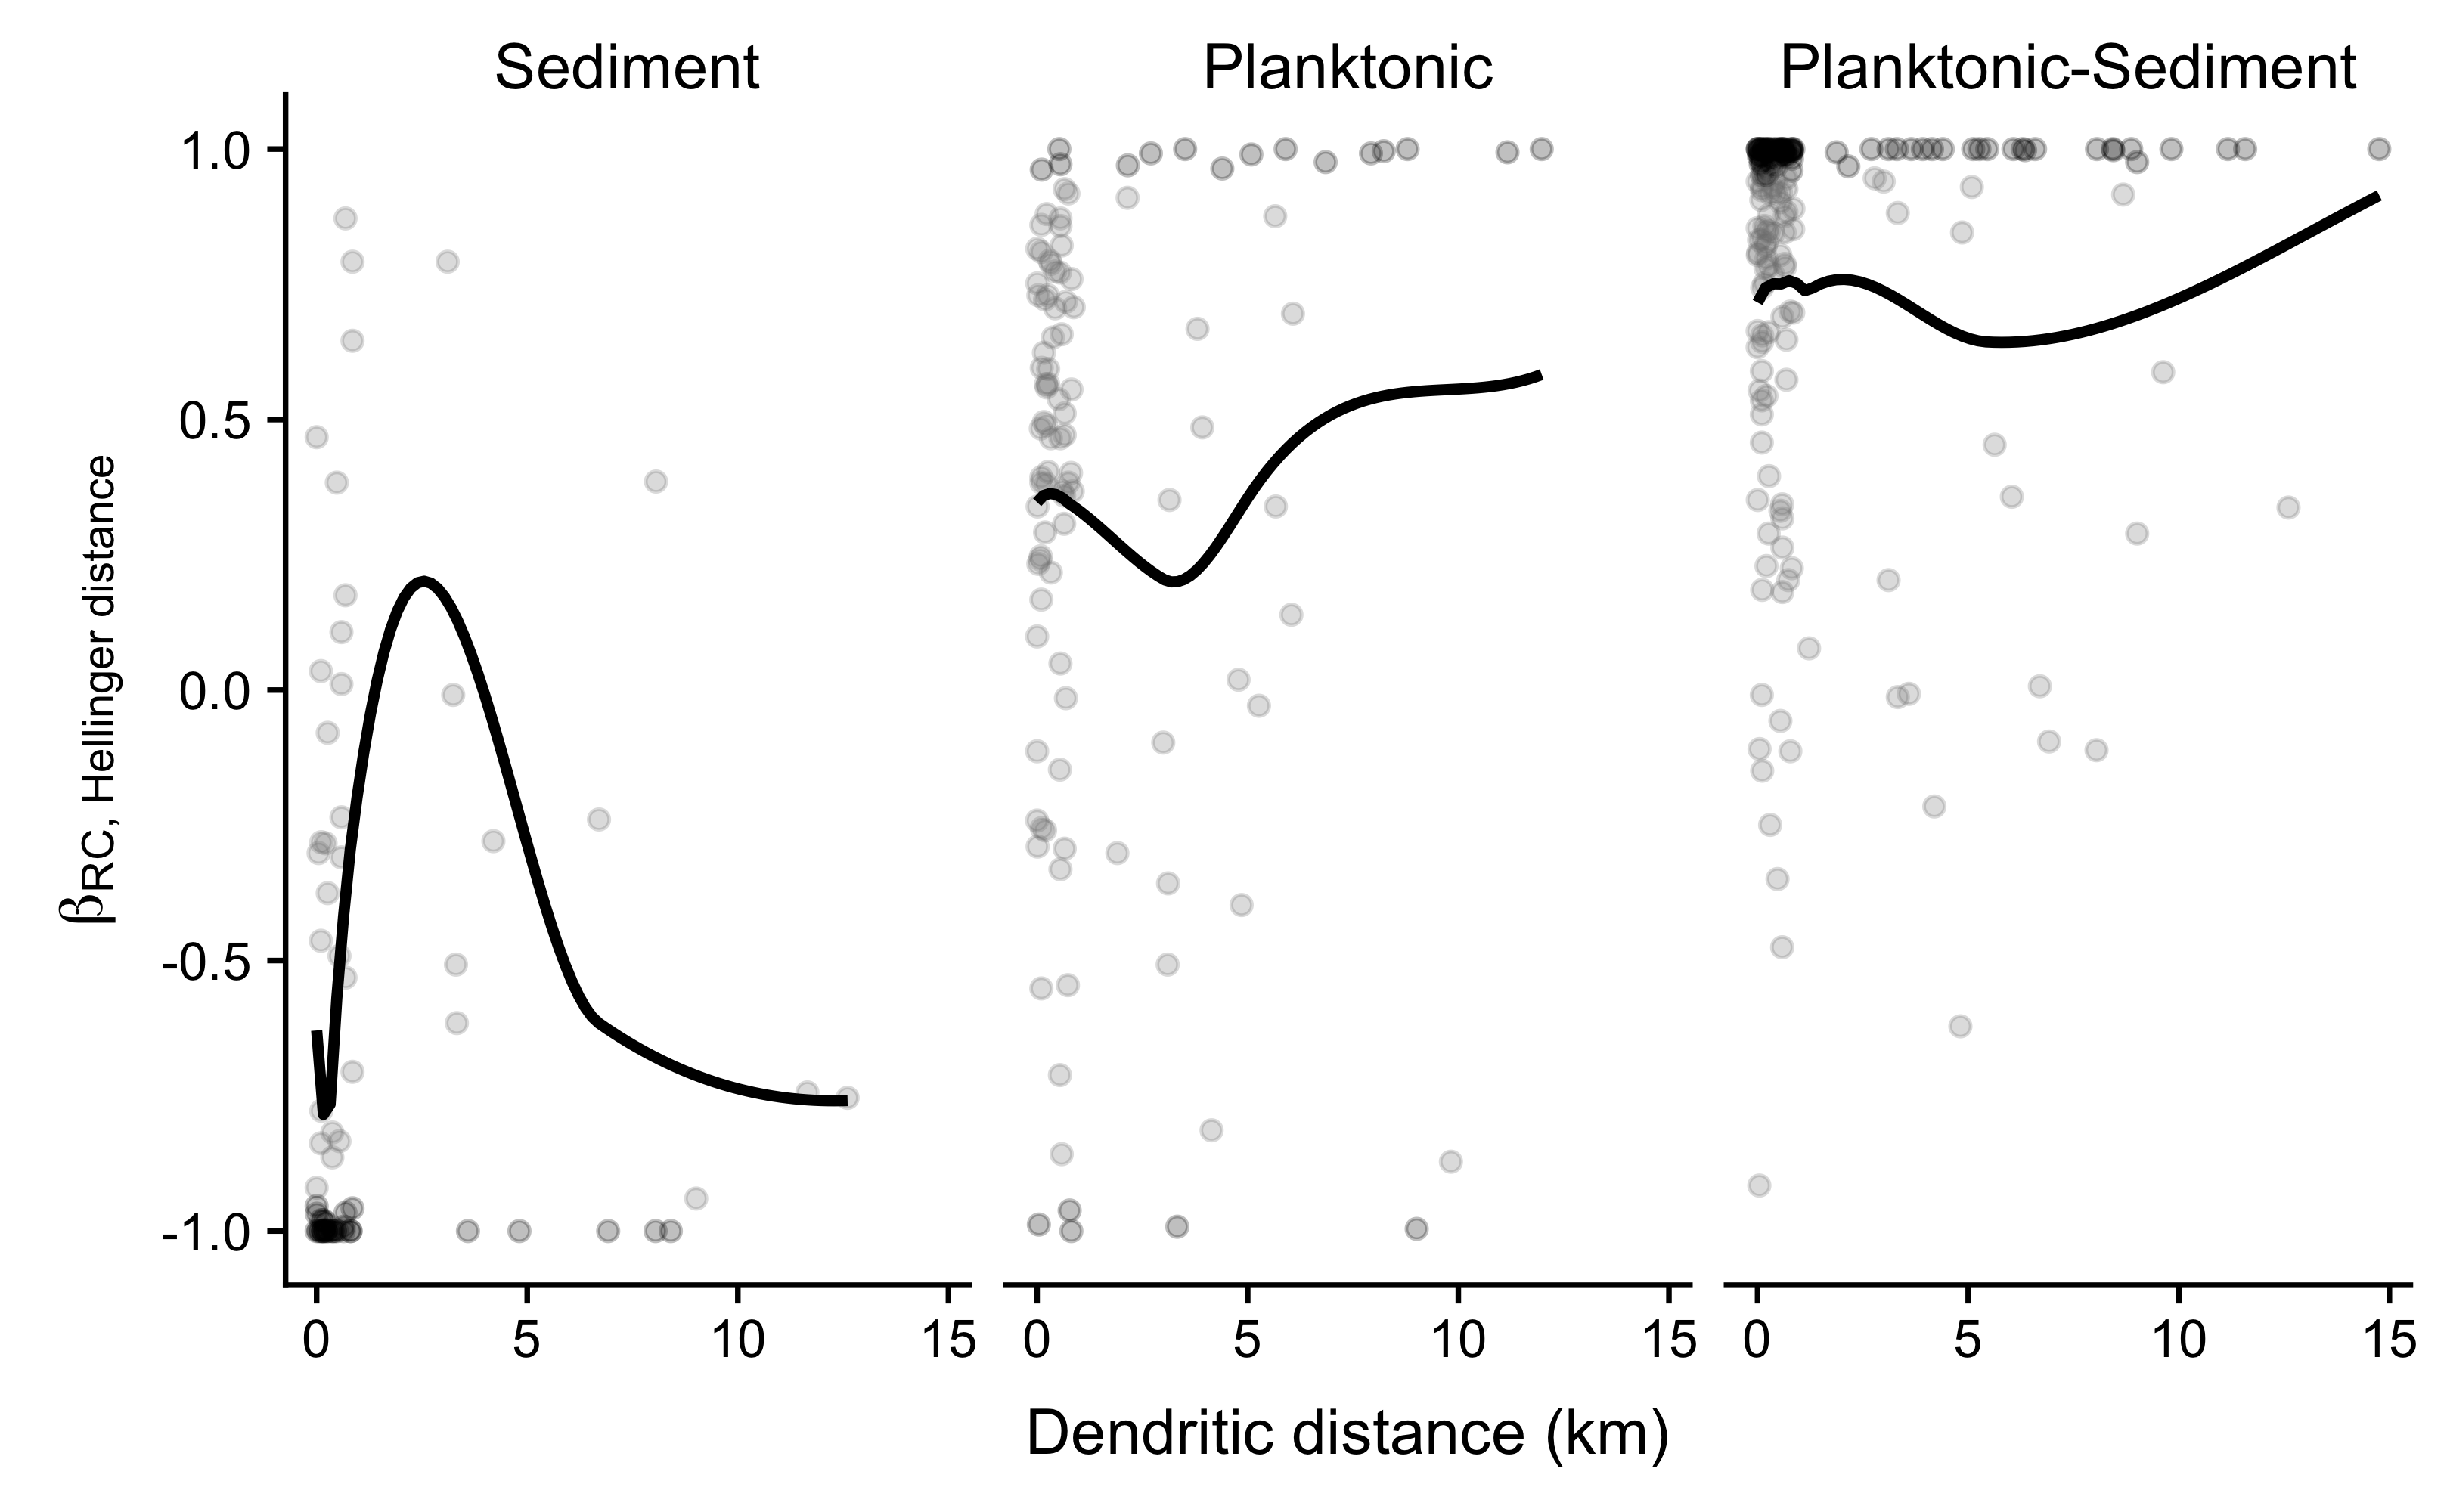 Sediment Planktonic Planktonic-Sediment
βRC, Hellinger distance
1.0
0.5
0.0
-0.5
-1.0
0 5 10 15 0 5 10 15 0 5 10 15
Dendritic distance (km)